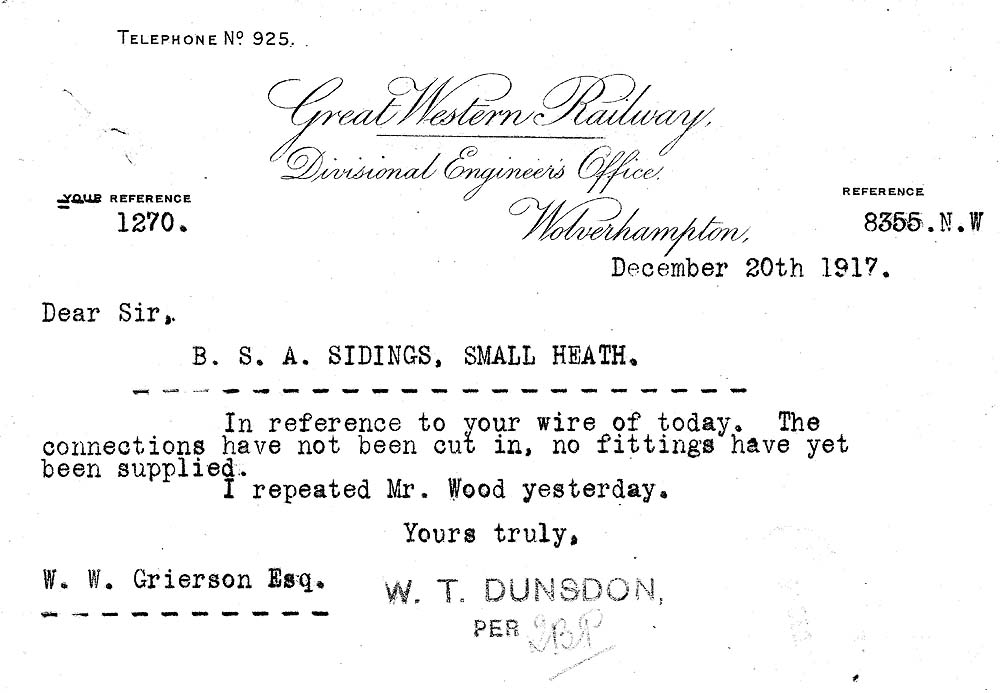 TELEPHONE Nº 925.
Great Western Railway,
Divisional Engineer's Office.
Wolverhampton,
YOUR REFERENCE
1270.
REFERENCE
8355.N.W
December 20th 1917.
Dear Sir,
B. S. A. SIDINGS, SMALL HEATH.
In reference to your wire of today. The
connections have not been cut in, no fittings have yet
been supplied.
I repeated Mr. Wood yesterday.
Yours truly,
W. W. Grierson Esq.
W. T. DUNSDON,
PER